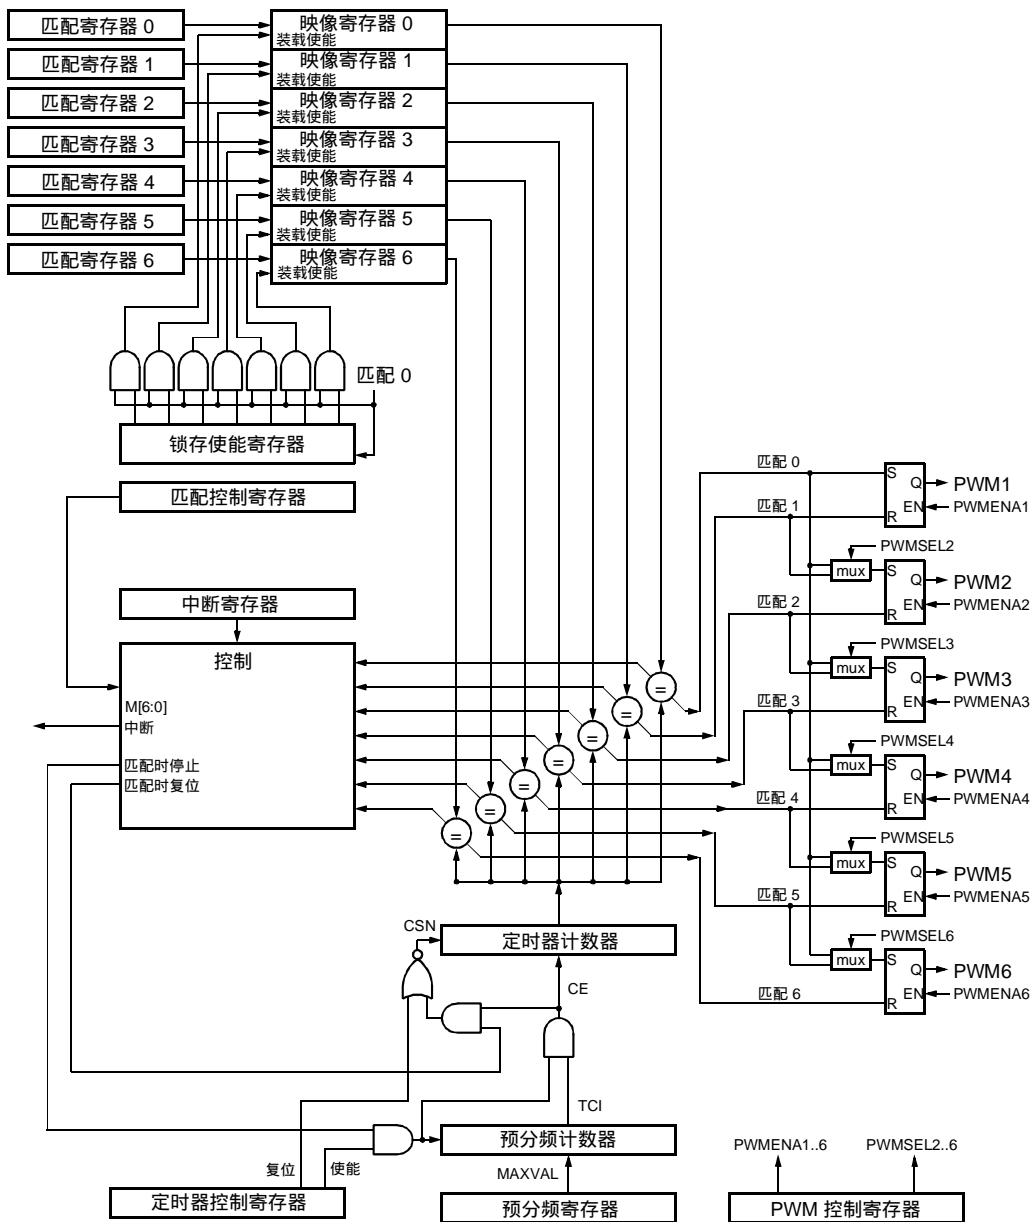 匹配寄存器 0
映像寄存器 0
装载使能
匹配寄存器 1
映像寄存器 1
装载使能
匹配寄存器 2
映像寄存器 2
装载使能
匹配寄存器 3
映像寄存器 3
装载使能
匹配寄存器 4
映像寄存器 4
装载使能
匹配寄存器 5
映像寄存器 5
装载使能
匹配寄存器 6
映像寄存器 6
装载使能
匹配 0
锁存使能寄存器
匹配控制寄存器
中断寄存器
控制
M[6:0]
中断
匹配时停止
匹配时复位
=
=
=
=
=
=
=
匹配 0
S
Q
PWM1
匹配 1
EN
PWMENA1
R
PWMSEL2
mux
S
Q
PWM2
匹配 2
EN
PWMENA2
R
PWMSEL3
mux
S
Q
PWM3
匹配 3
EN
PWMENA3
R
PWMSEL4
mux
S
Q
PWM4
匹配 4
EN
PWMENA4
R
PWMSEL5
mux
S
Q
PWM5
匹配 5
EN
PWMENA5
R
PWMSEL6
mux
S
Q
PWM6
匹配 6
EN
PWMENA6
R
CSN
定时器计数器
CE
TCI
预分频计数器
复位
使能
MAXVAL
定时器控制寄存器
预分频寄存器
PWMENA1..6
PWMSEL2..6
PWM 控制寄存器